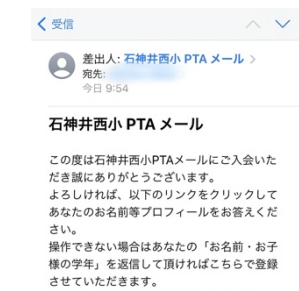 受信
差出人: 石神井西小 PTA メール
宛先:
今日 9:54
石神井西小 PTA メール
この度は石神井西小PTAメールにご入会いた
だき誠にありがとうございます。
よろしければ、以下のリンクをクリックして
あなたのお名前等プロフィールをお答えくだ
さい。
操作できない場合はあなたの「お名前・お子
様の学年」を返信して頂ければこちらで登録
させていただきます。